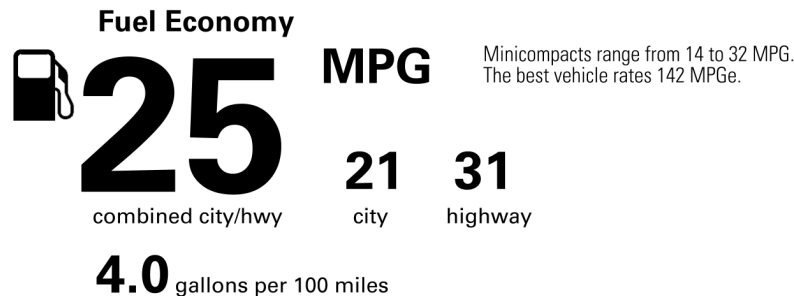 Fuel Economy
25 MPG
Minicompacts range from 14 to 32 MPG.
The best vehicle rates 142 MPGe.
21 31
combined city/hwy city highway
4.0 gallons per 100 miles